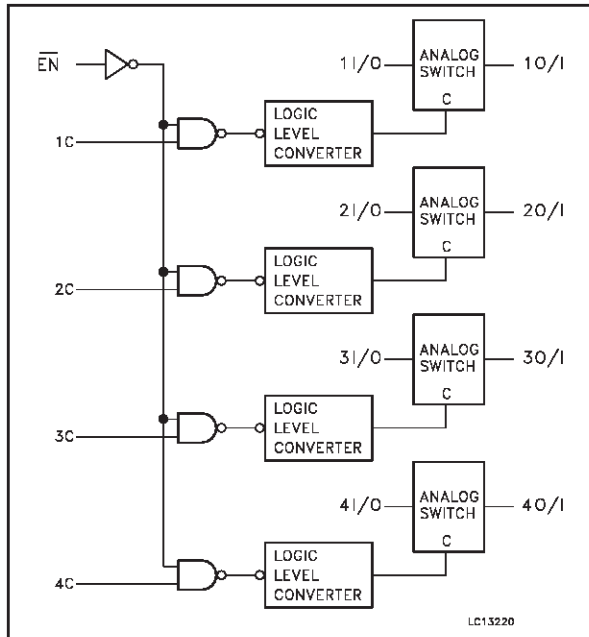 EN
1I/O
ANALOG
SWITCH
C
1O/I
1C
LOGIC
LEVEL
CONVERTER
2I/O
ANALOG
SWITCH
C
2O/I
2C
LOGIC
LEVEL
CONVERTER
3I/O
ANALOG
SWITCH
C
3O/I
3C
LOGIC
LEVEL
CONVERTER
4I/O
ANALOG
SWITCH
C
4O/I
4C
LOGIC
LEVEL
CONVERTER
LC13220